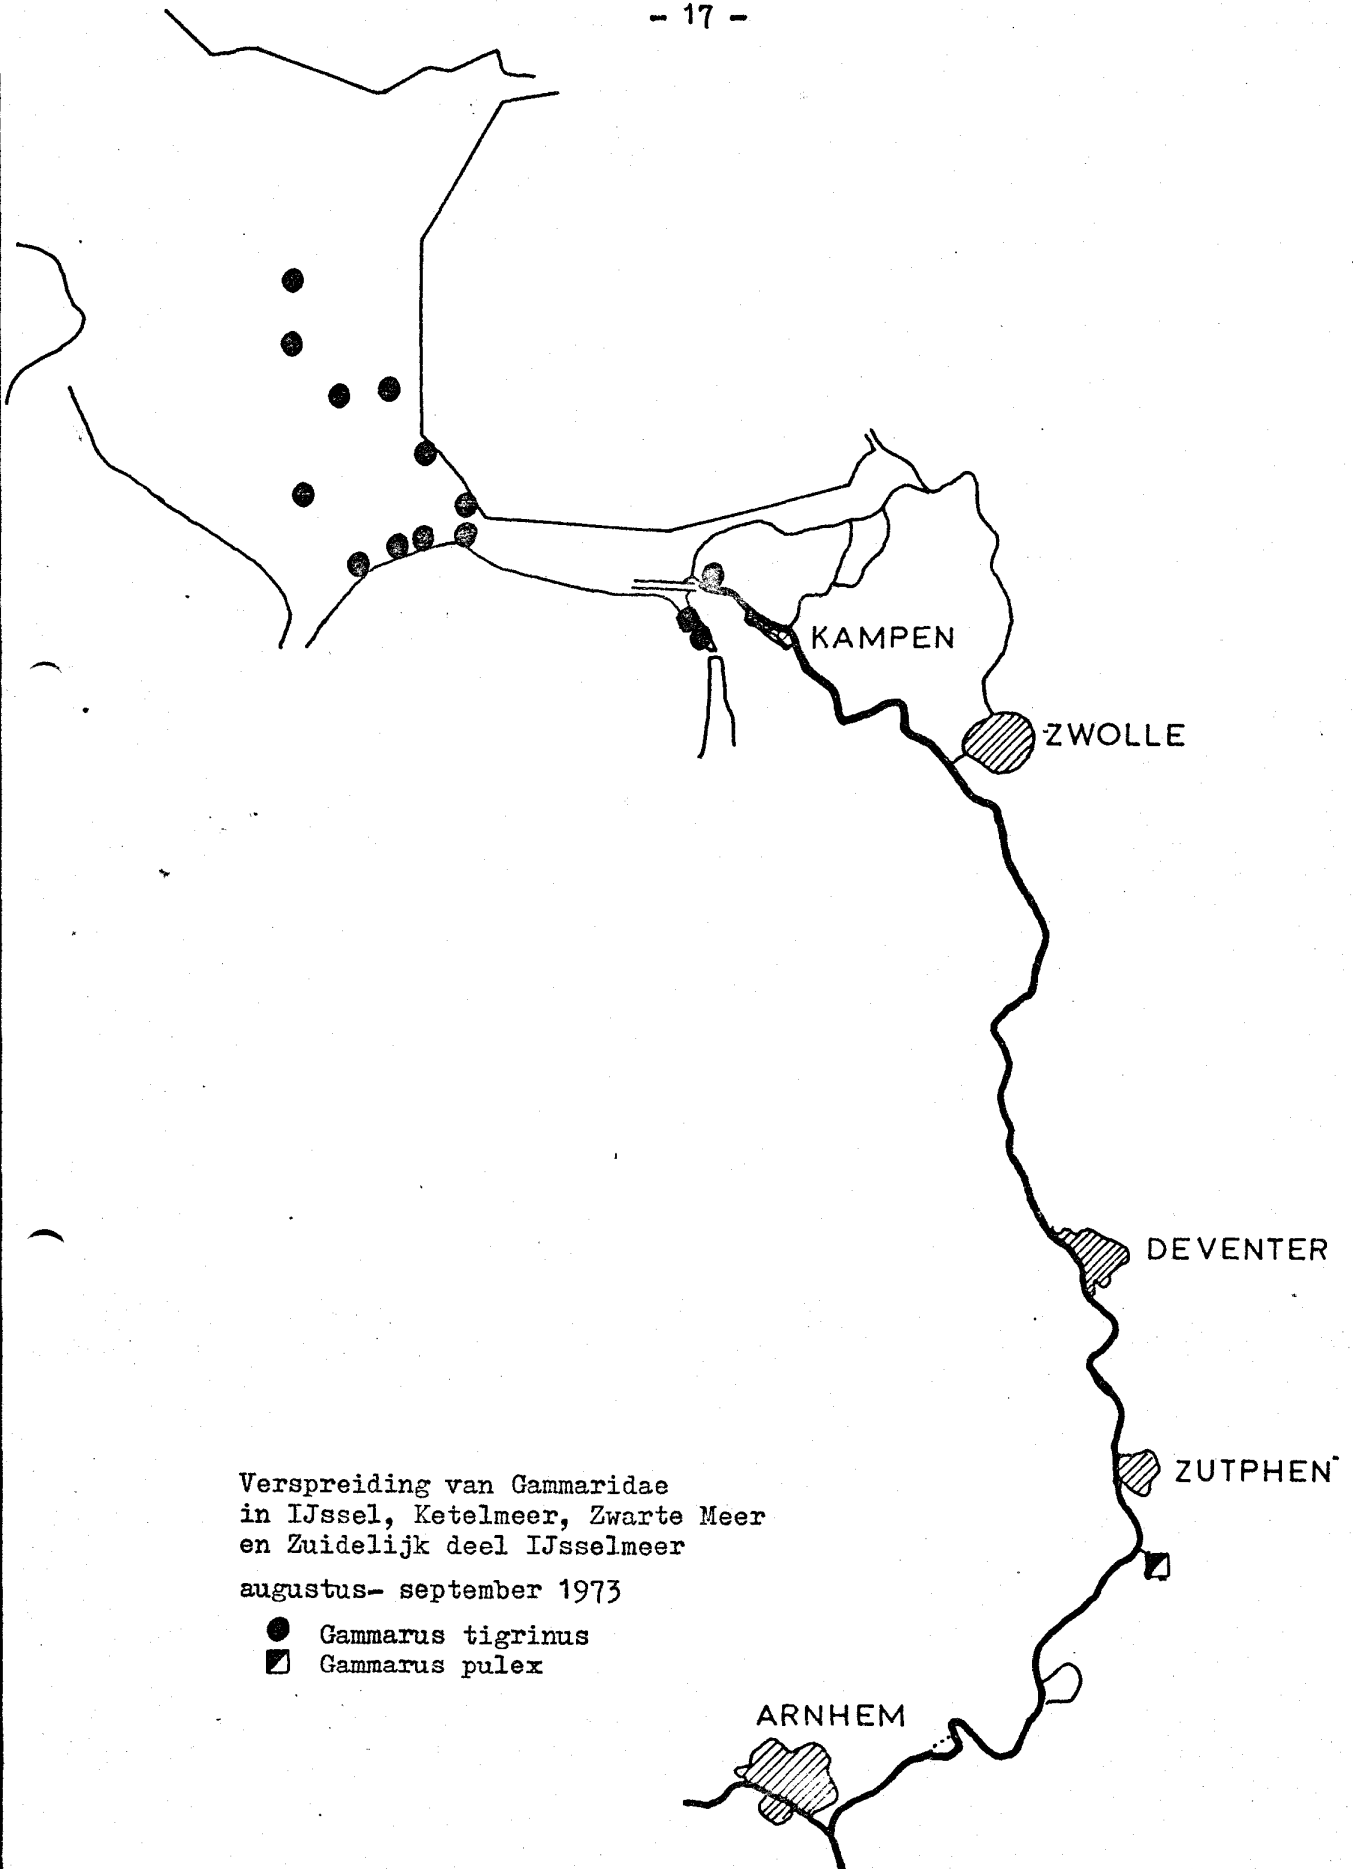 - 17 -
KAMPEN
ZWOLLE
DEVENTER
ZUTPHEN
Verspreiding van Gammaridae
in IJssel, Ketelmeer, Zwarte Meer
en Zuidelijk deel IJsselmeer
augustus- september 1973
Gammarus tigrinus
Gammarus pulex
ARNHEM